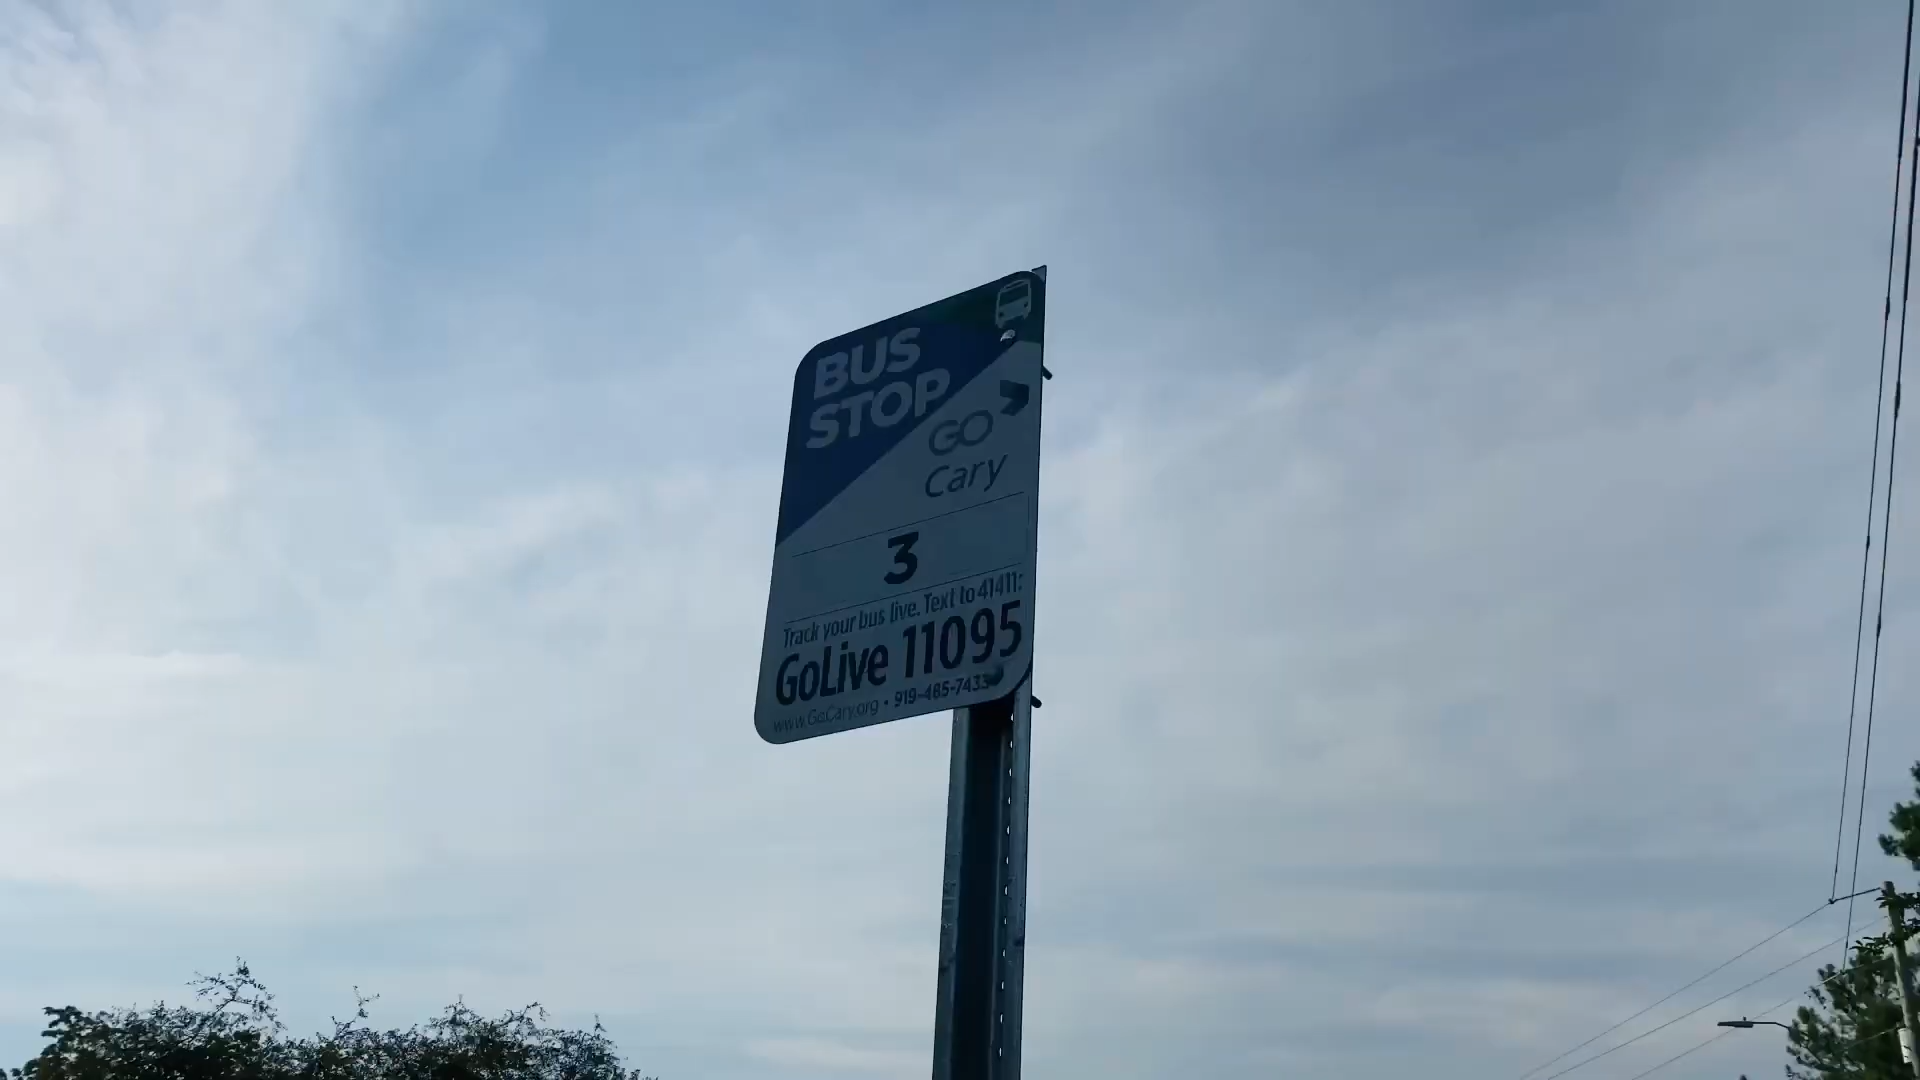 BUS
STOP
GO
Cary
3
Track your bus live. Text to 41411:
GoLive 11095
www.GoCary.org • 919-485-7433